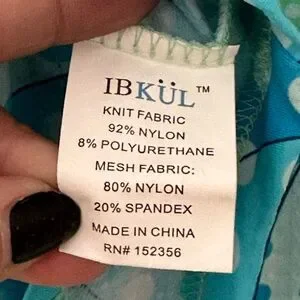 IBKÜL™
KNIT FABRIC
92% NYLON
8% POLYURETHANE
MESH FABRIC:
80% NYLON
20% SPANDEX
MADE IN CHINA
RN# 152356